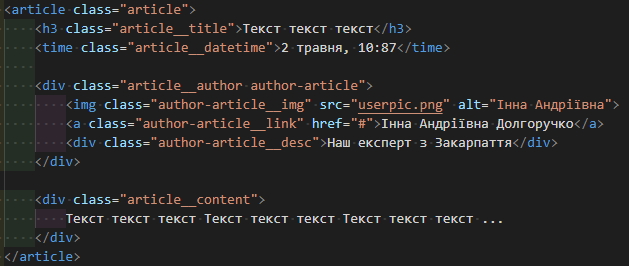 <article class="article">
<h3 class="article__title">Текст текст текст</h3>
<time class="article__datetime">2 травня, 10:87</time>
<div class="article__author author-article">
<img class="author-article__img" src="userpic.png" alt="Інна Андріївна">
<a class="author-article__link" href="#">Інна Андріївна Долгоручко</a>
<div class="author-article__desc">Наш експерт з Закарпаття</div>
</div>
<div class="article__content">
Текст текст текст Текст текст текст Текст текст текст ...
</div>
</article>